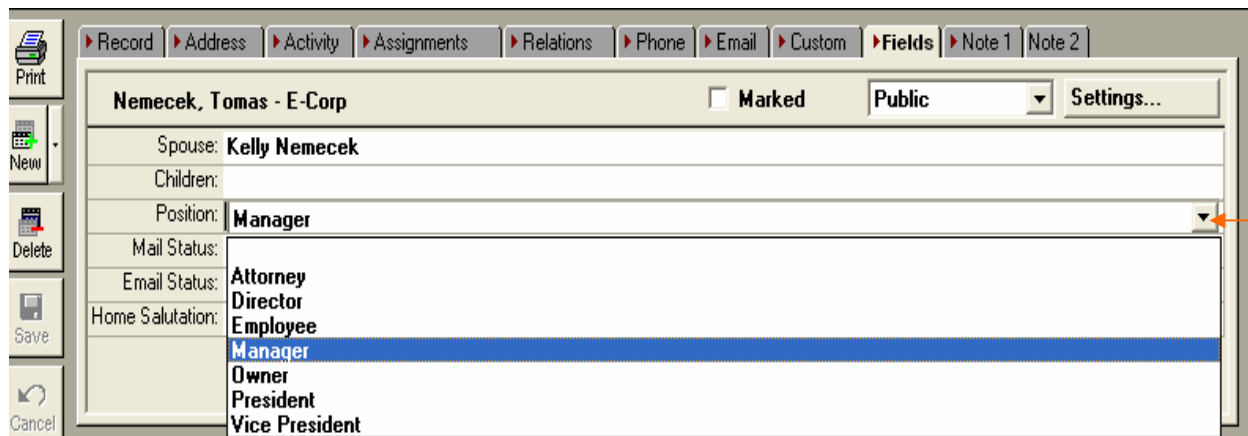 Print
New
Delete
Save
Cancel
Record Address Activity Assignments Relations Phone Email Custom Fields Note 1 Note 2
Nemecek, Tomas - E-Corp Marked Public Settings...
Spouse: Kelly Nemecek
Children:
Position: Manager
Mail Status:
Email Status: Attorney
Director
Home Salutation: Employee
Manager
Owner
President
Vice President